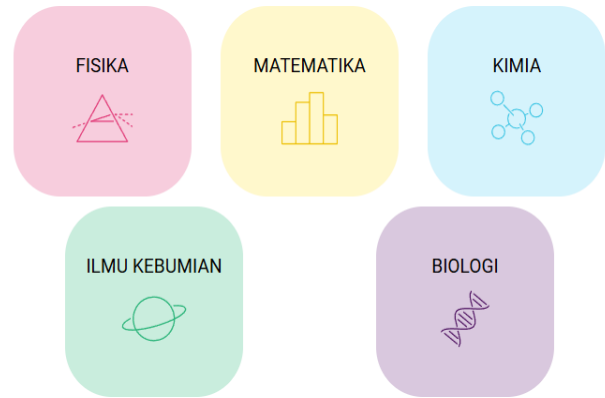 FISIKA
MATEMATIKA
KIMIA
ILMU KEBUMIAN
BIOLOGI